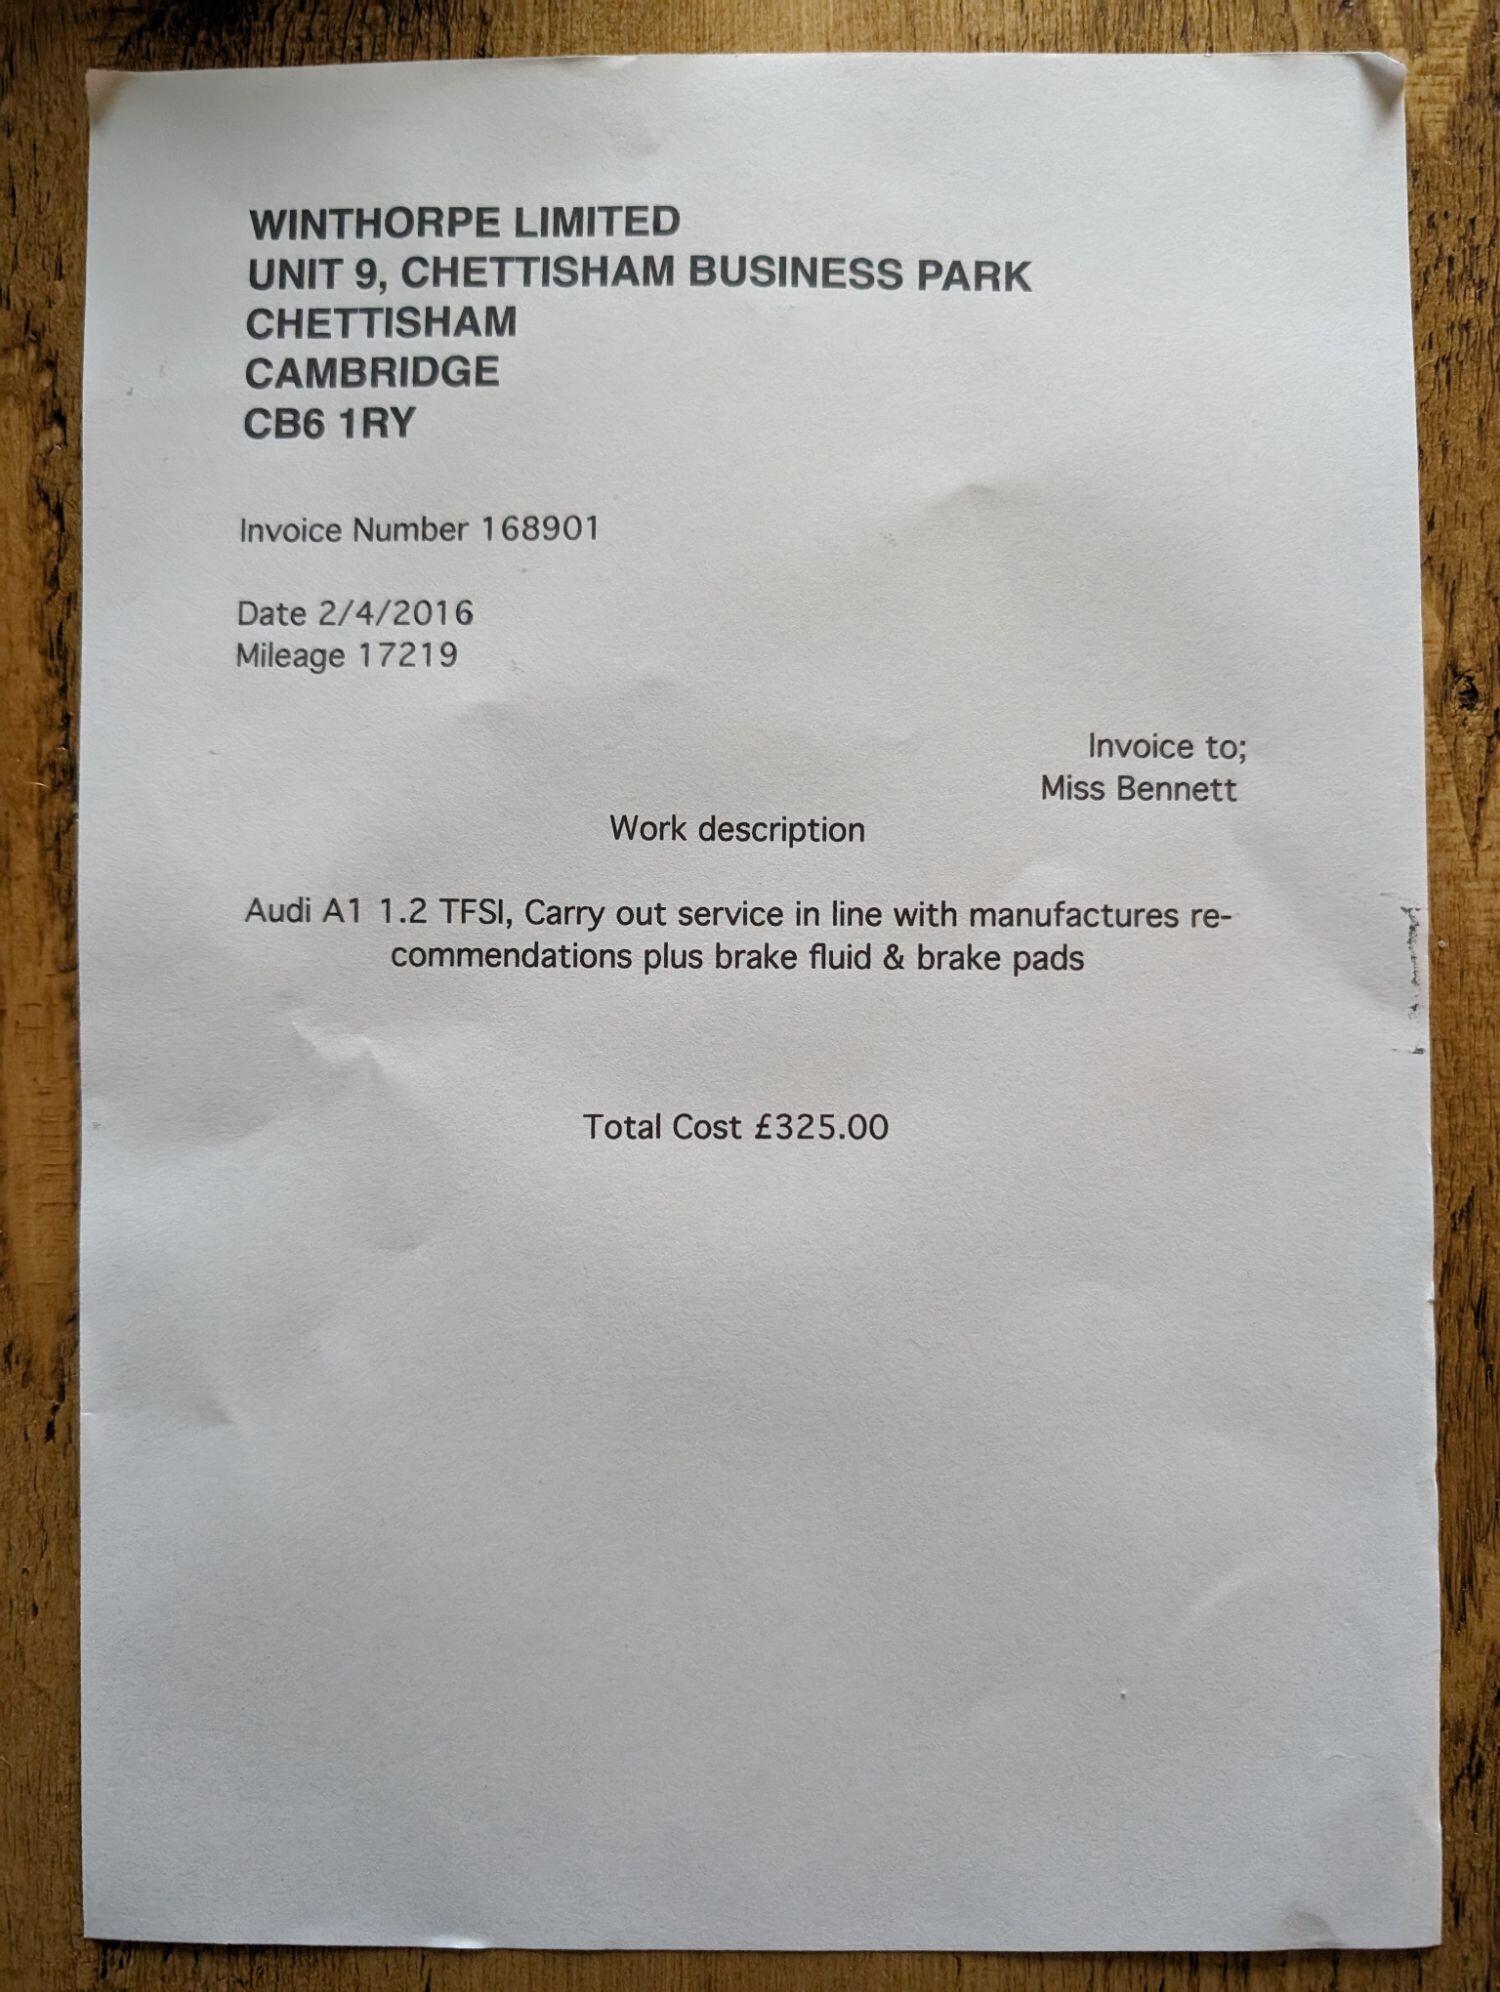 WINTHORPE LIMITED
UNIT 9, CHETTISHAM BUSINESS PARK
CHETTISHAM
CAMBRIDGE
CB6 1RY
Invoice Number 168901
Date 2/4/2016
Mileage 17219
Invoice to;
Miss Bennett
Work description
Audi A1 1.2 TFSI, Carry out service in line with manufactures re-
commendations plus brake fluid & brake pads
Total Cost £325.00